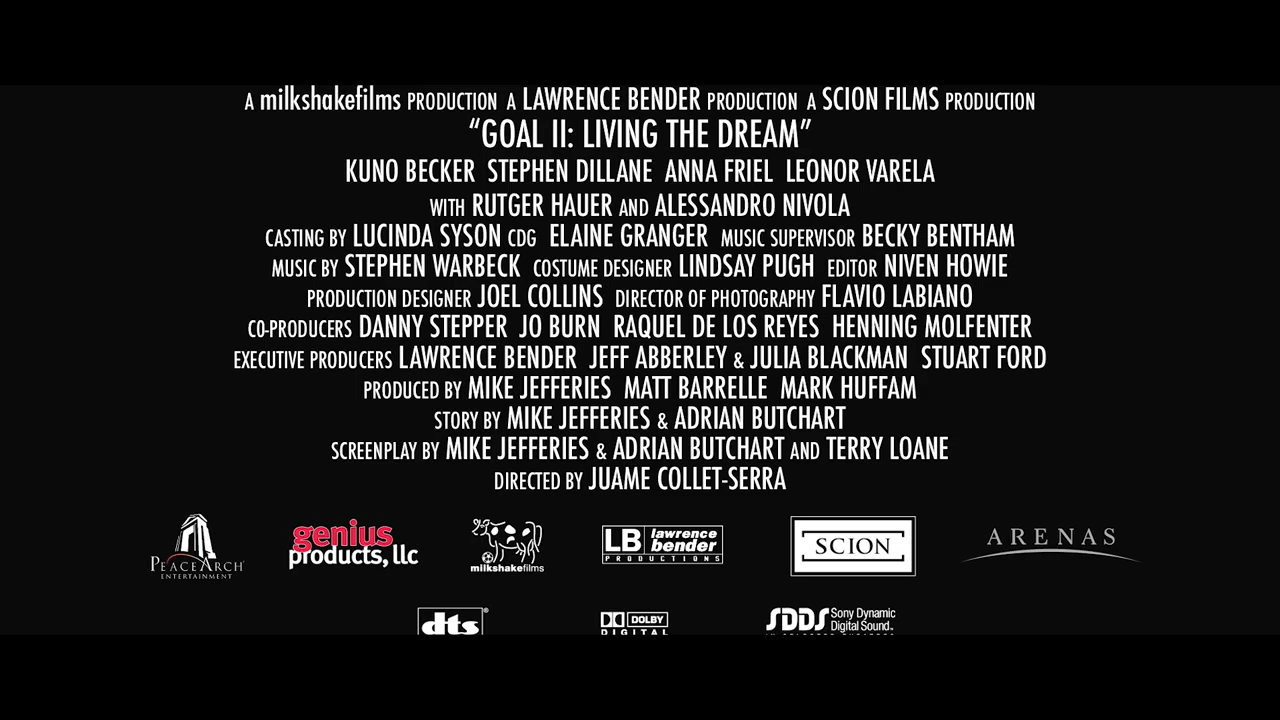 A milkshakefilms PRODUCTION A LAWRENCE BENDER PRODUCTION A SCION FILMS PRODUCTION
“GOAL II: LIVING THE DREAM”
KUNO BECKER STEPHEN DILLANE ANNA FRIEL LEONOR VARELA
WITH RUTGER HAUER AND ALESSANDRO NIVOLA
CASTING BY LUCINDA SYSON CDG ELAINE GRANGER MUSIC SUPERVISOR BECKY BENTHAM
MUSIC BY STEPHEN WARBECK COSTUME DESIGNER LINDSAY PUGH EDITOR NIVEN HOWIE
PRODUCTION DESIGNER JOEL COLLINS DIRECTOR OF PHOTOGRAPHY FLAVIO LABIANO
CO-PRODUCERS DANNY STEPPER JO BURN RAQUEL DE LOS REYES HENNING MOLFENTER
EXECUTIVE PRODUCERS LAWRENCE BENDER JEFF ABBERLEY & JULIA BLACKMAN STUART FORD
PRODUCED BY MIKE JEFFERIES MATT BARRELLE MARK HUFFAM
STORY BY MIKE JEFFERIES & ADRIAN BUTCHART
SCREENPLAY BY MIKE JEFFERIES & ADRIAN BUTCHART AND TERRY LOANE
DIRECTED BY JUAME COLLET-SERRA
PEACEARCH®
ENTERTAINMENT
genius
products, llc
milkshakefilms
LB lawrence
bender
PRODUCTIONS
SCION
ARENAS
dts®
DOLBY
DIGITAL
SDDS Sony Dynamic
Digital Sound™